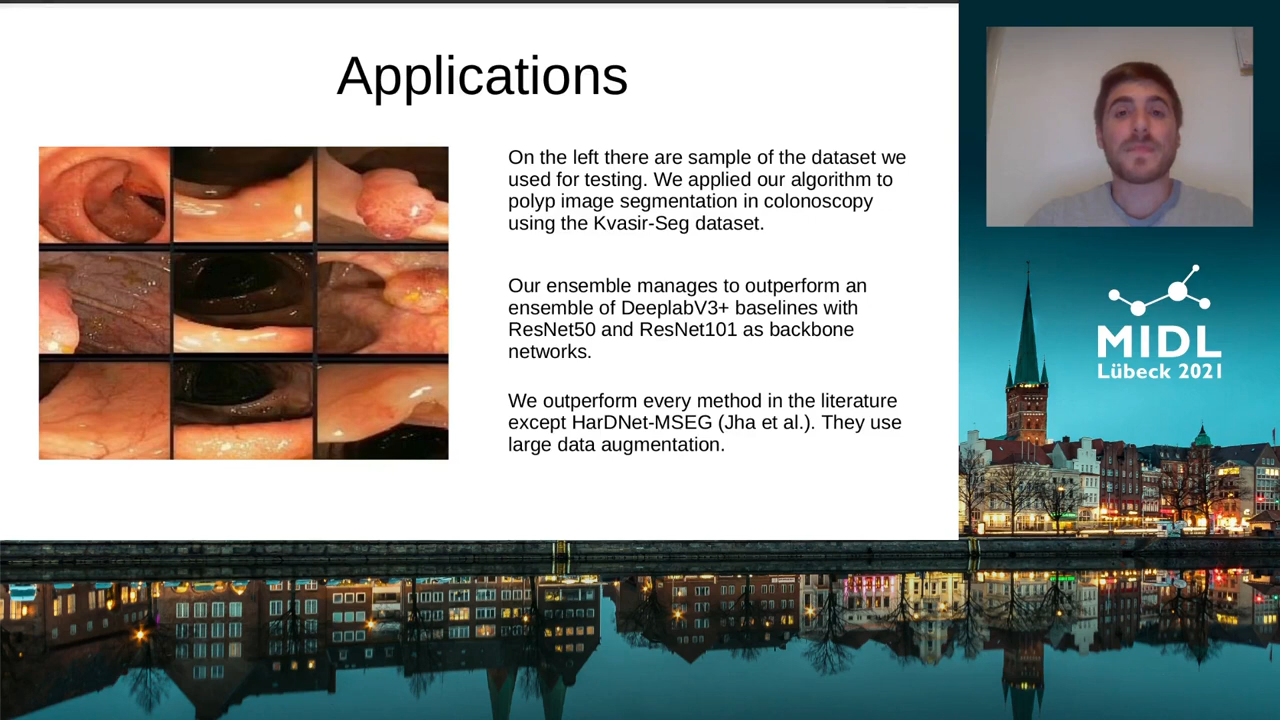 Applications
On the left there are sample of the dataset we
used for testing. We applied our algorithm to
polyp image segmentation in colonoscopy
using the Kvasir-Seg dataset.
Our ensemble manages to outperform an
ensemble of DeeplabV3+ baselines with
ResNet50 and ResNet101 as backbone
networks.
We outperform every method in the literature
except HarDNet-MSEG (Jha et al.). They use
large data augmentation.
MIDL
Lübeck 2021